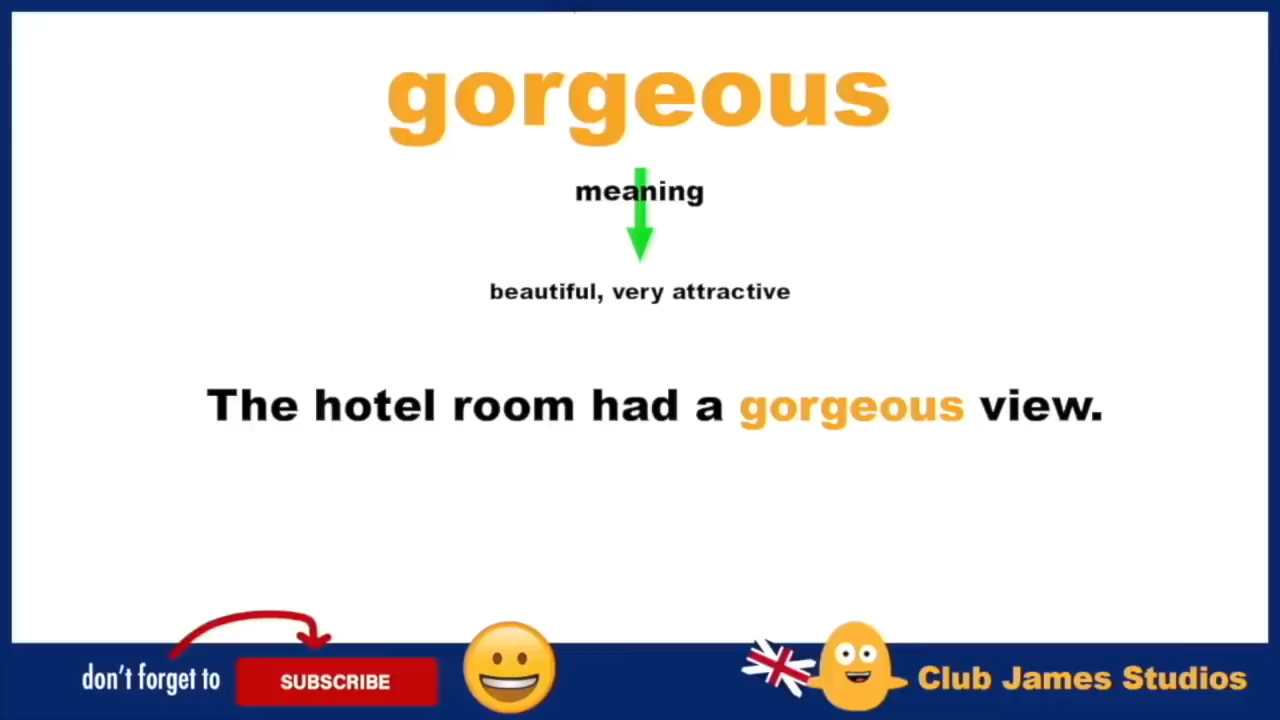 gorgeous
meaning
beautiful, very attractive
The hotel room had a gorgeous view.
don't forget to SUBSCRIBE
Club James Studios